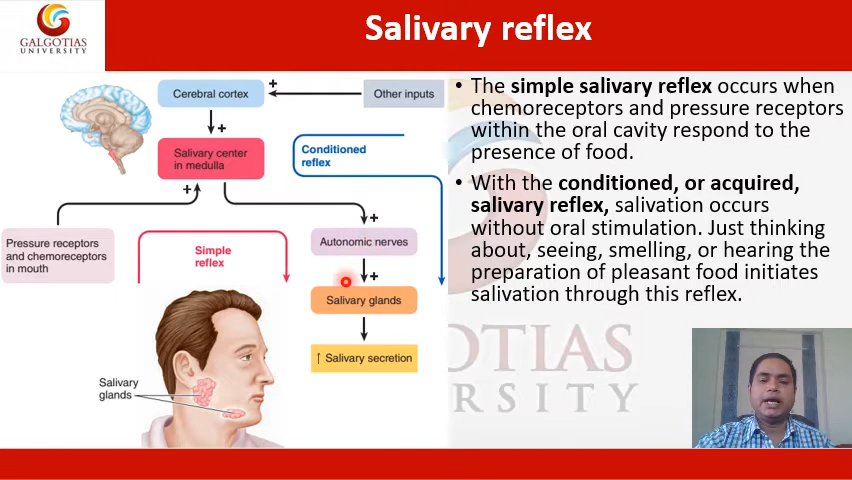 GALGOTIAS
UNIVERSITY
Salivary reflex
Cerebral cortex
+
Other inputs
+
Salivary center
in medulla
Conditioned
reflex
+
+
Pressure receptors
and chemoreceptors
in mouth
Simple
reflex
Autonomic nerves
+
Salivary glands
↑ Salivary secretion
Salivary
glands
• The simple salivary reflex occurs when
chemoreceptors and pressure receptors
within the oral cavity respond to the
presence of food.
• With the conditioned, or acquired,
salivary reflex, salivation occurs
without oral stimulation. Just thinking
about, seeing, smelling, or hearing the
preparation of pleasant food initiates
salivation through this reflex.
OTIAS
ERSITY